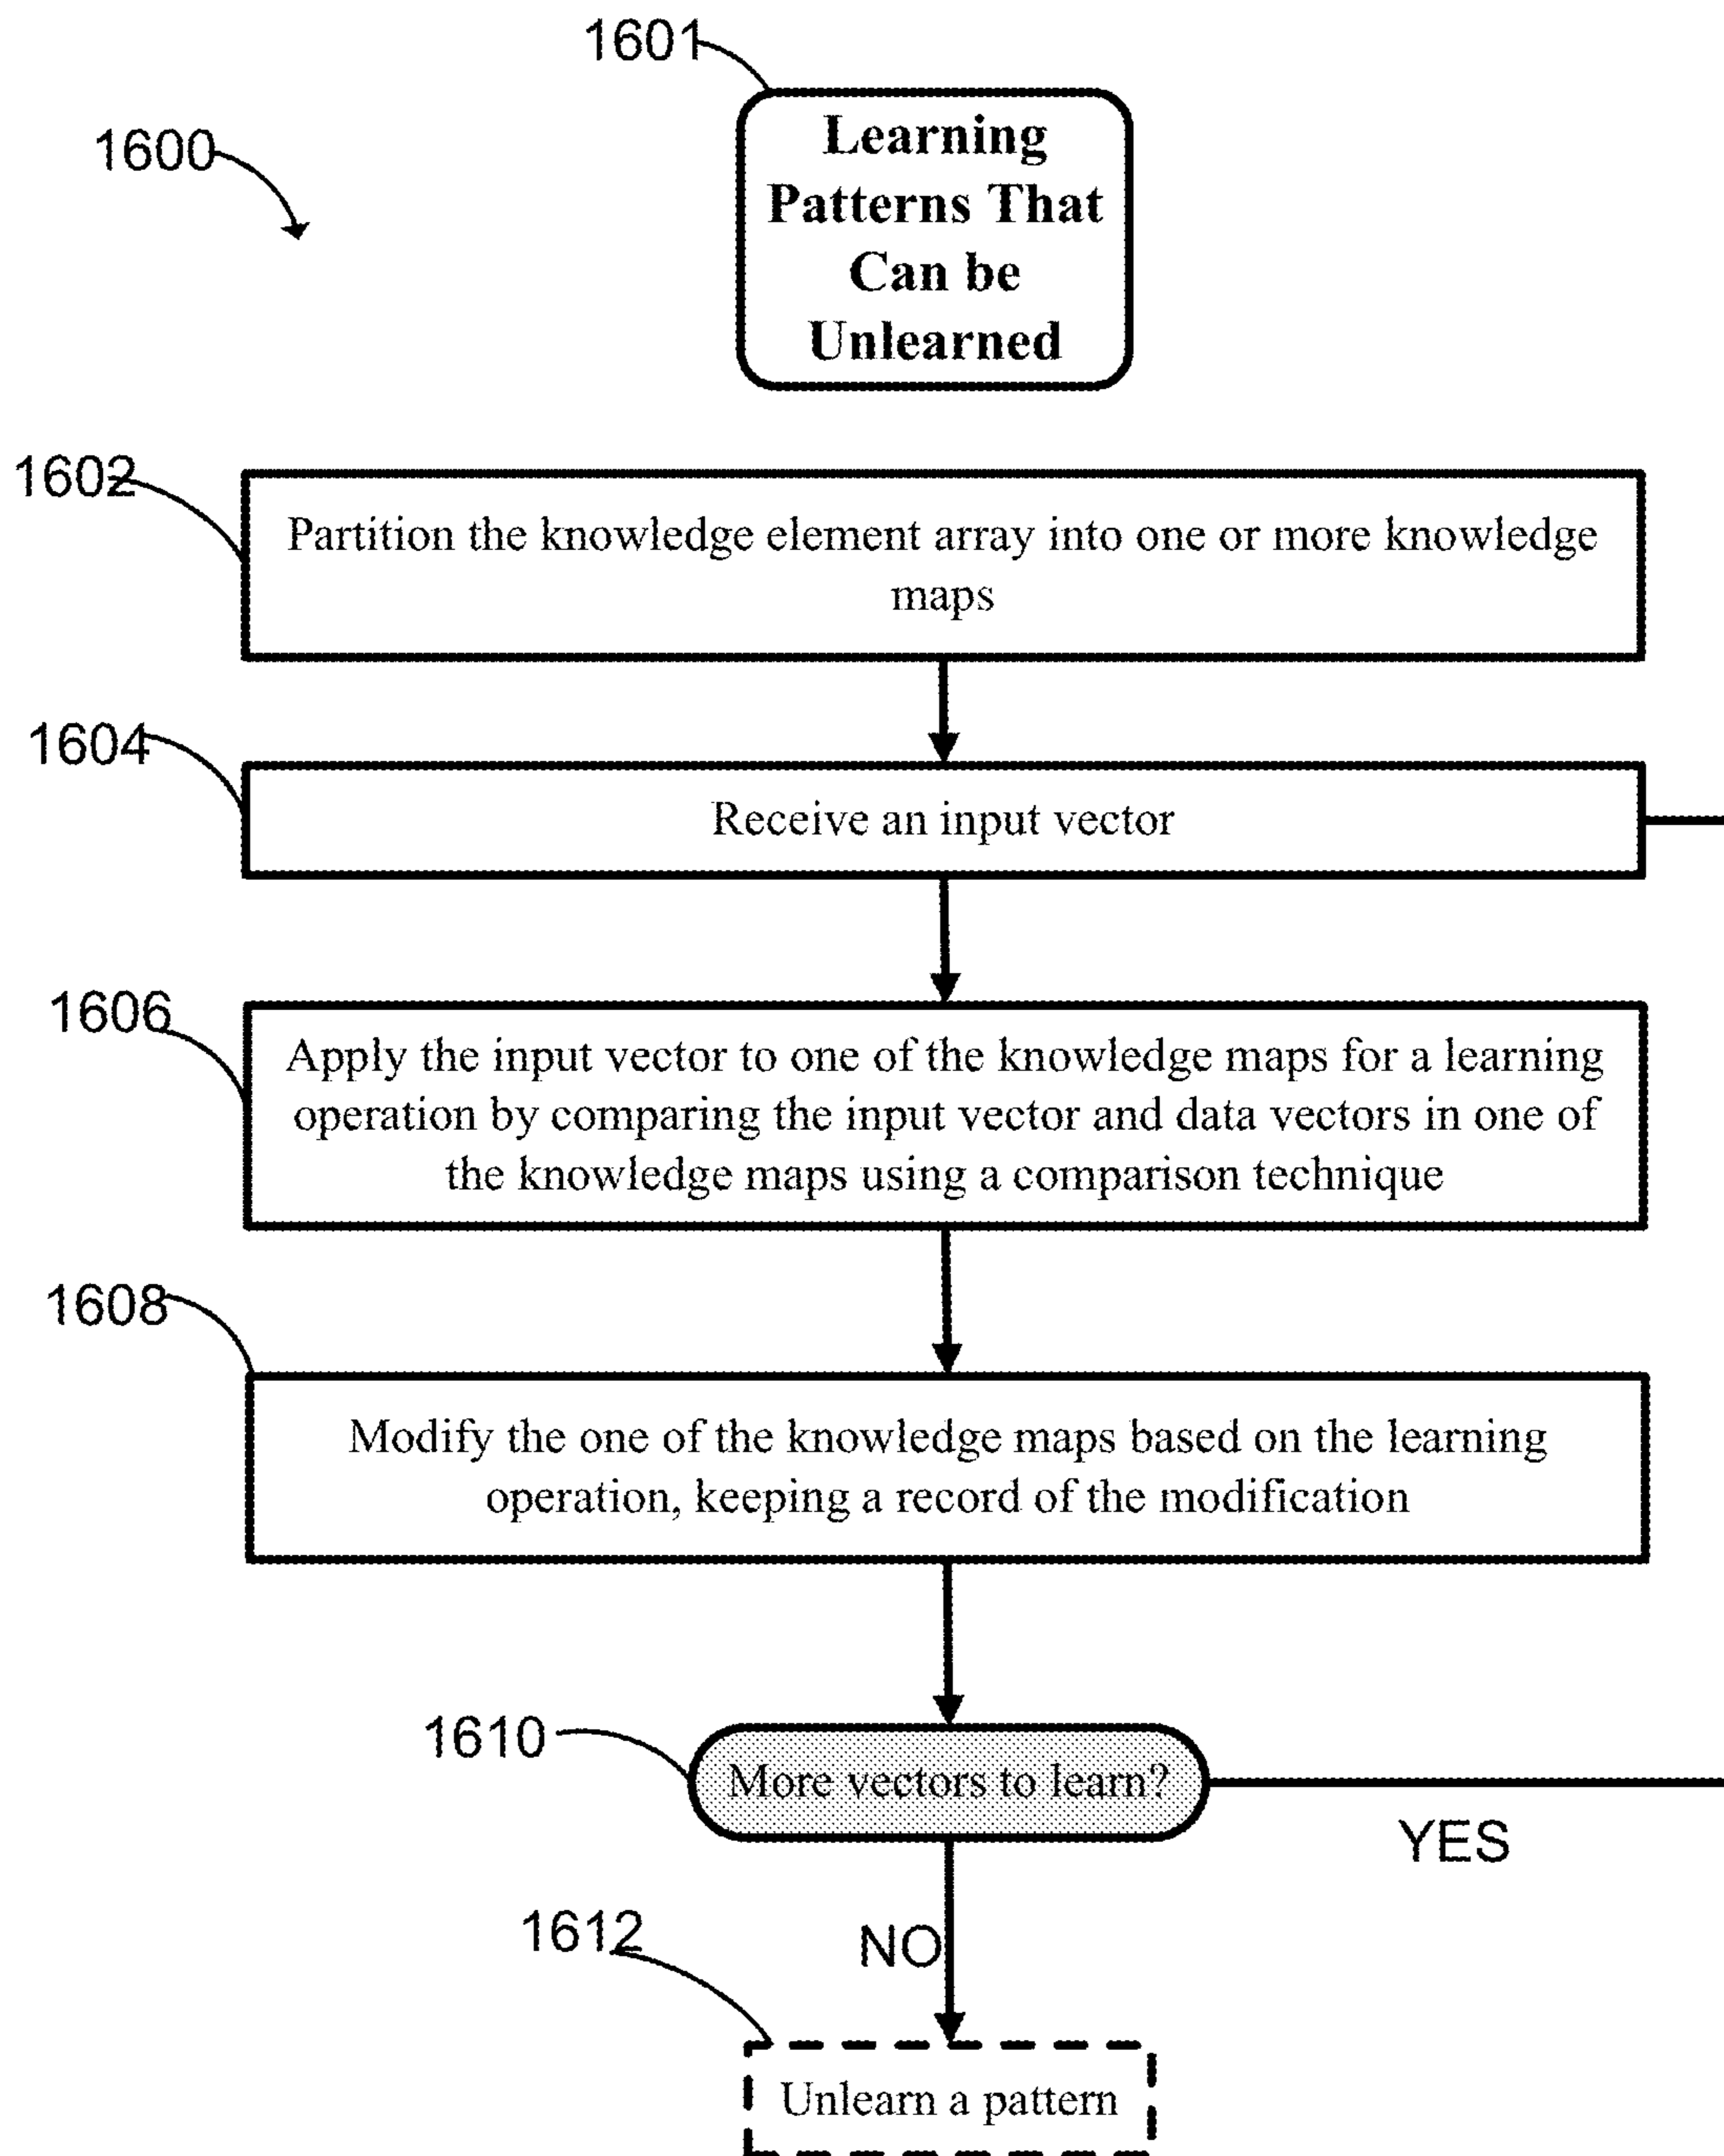 1601
Learning
Patterns That
Can be
Unlearned
1600
1602
Partition the knowledge element array into one or more knowledge
maps
1604
Receive an input vector
1606
Apply the input vector to one of the knowledge maps for a learning
operation by comparing the input vector and data vectors in one of
the knowledge maps using a comparison technique
1608
Modify the one of the knowledge maps based on the learning
operation, keeping a record of the modification
1610
More vectors to learn?
YES
1612
NO
Unlearn a pattern